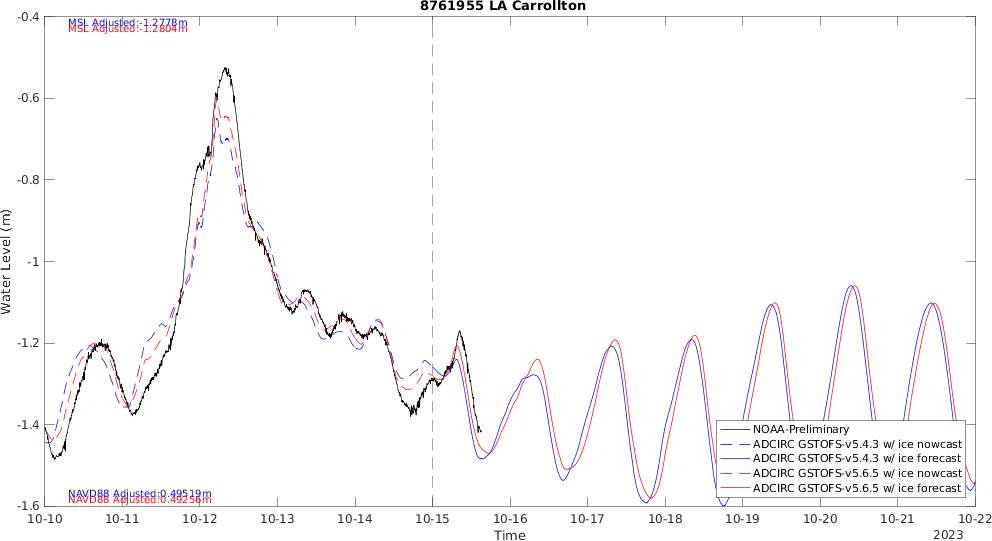 8761955 LA Carrollton
MSL Adjusted:-1.2778m
MSL Adjusted:-1.2804m
-0.4
-0.6
-0.8
-1
-1.2
-1.4
-1.6
Water Level (m)
NOAA-Preliminary
ADCIRC GSTOFS-v5.4.3 w/ ice nowcast
ADCIRC GSTOFS-v5.4.3 w/ ice forecast
ADCIRC GSTOFS-v5.6.5 w/ ice nowcast
ADCIRC GSTOFS-v5.6.5 w/ ice forecast
NAVD88 Adjusted:0.49519m
NAVD88 Adjusted:0.49256m
10-10 10-11 10-12 10-13 10-14 10-15 10-16 10-17 10-18 10-19 10-20 10-21 10-22
Time
2023